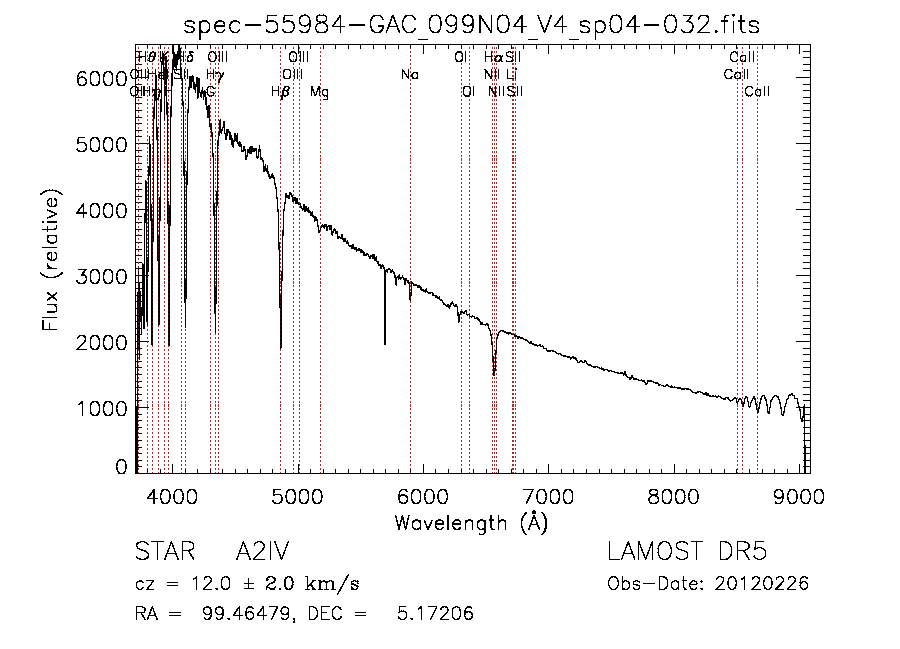 spec-55984-GAC_099N04_V4_sp04-032.fits
Hδ OIII OIII OI Hα SII CaII
SII Hγ OIII Na NII Li CaII
G Hβ Mg OI NII SII CaII
6000
5000
4000
3000
2000
1000
0
Flux (relative)
4000 5000 6000 7000 8000 9000
Wavelength (Å)
STAR A2IV LAMOST DR5
cz = 12.0 ± 2.0 km/s Obs-Date: 20120226
RA = 99.46479, DEC = 5.17206